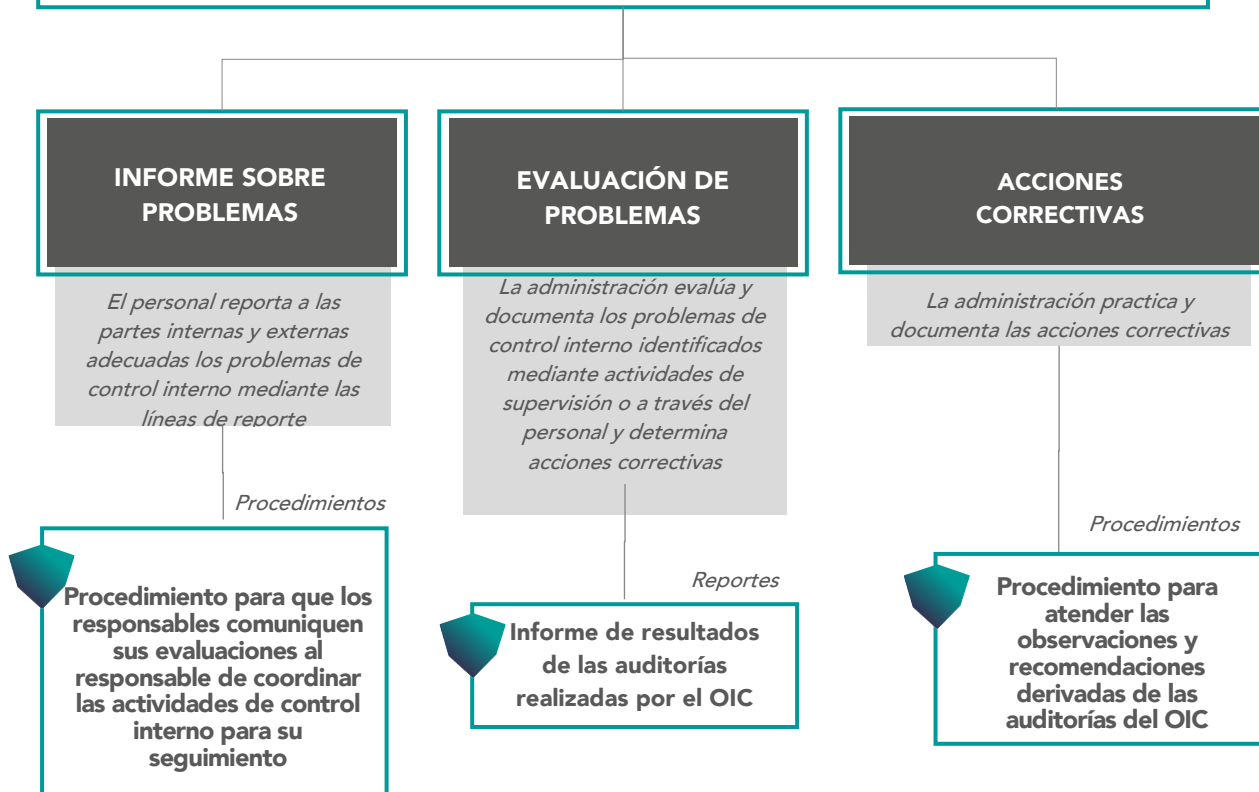 INFORME SOBRE
PROBLEMAS
El personal reporta a las
partes internas y externas
adecuadas los problemas de
control interno mediante las
líneas de reporte
Procedimientos
Procedimiento para que los
responsables comuniquen
sus evaluaciones al
responsable de coordinar
las actividades de control
interno para su
seguimiento
EVALUACIÓN DE
PROBLEMAS
La administración evalúa y
documenta los problemas de
control interno identificados
mediante actividades de
supervisión o a través del
personal y determina
acciones correctivas
Reportes
Informe de resultados
de las auditorías
realizadas por el OIC
ACCIONES
CORRECTIVAS
La administración practica y
documenta las acciones correctivas
Procedimientos
Procedimiento para
atender las
observaciones y
recomendaciones
derivadas de las
auditorías del OIC